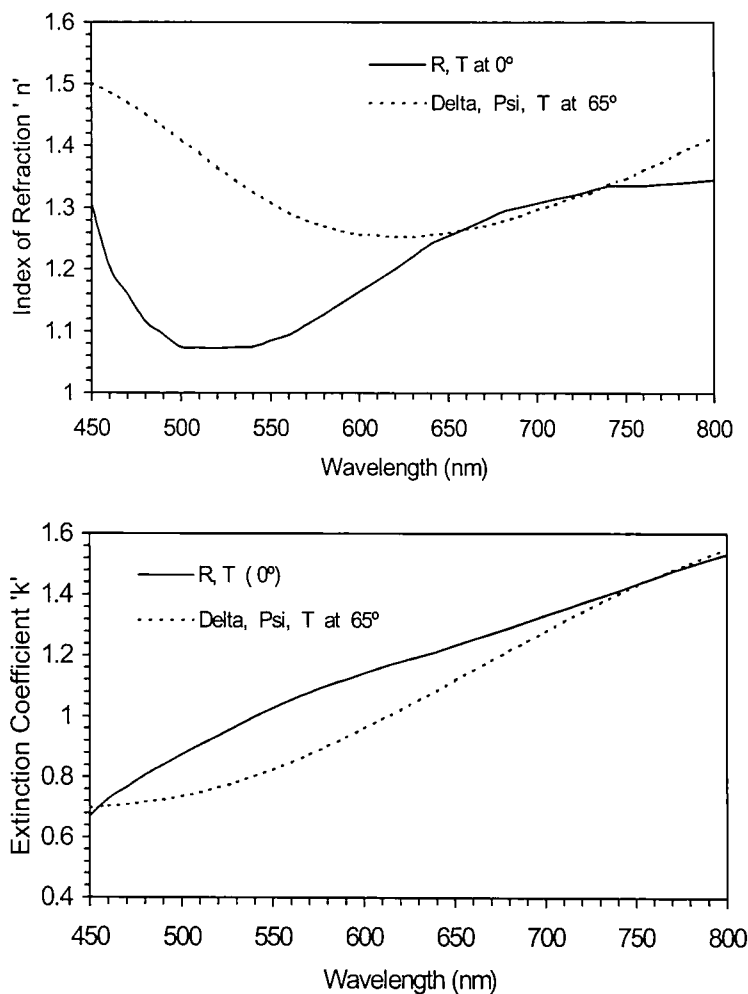 1.6
1.5
1.4
1.3
1.2
1.1
1
Index of Refraction ' n'
R, T at 0º
Delta, Psi, T at 65º
450 500 550 600 650 700 750 800
Wavelength (nm)
1.6
1.4
1.2
1
0.8
0.6
0.4
Extinction Coefficient 'k'
R, T ( 0º)
Delta, Psi, T at 65º
450 500 550 600 650 700 750 800
Wavelength (nm)